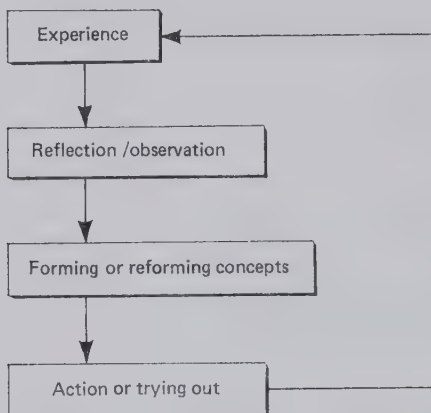 Experience
Reflection /observation
Forming or reforming concepts
Action or trying out